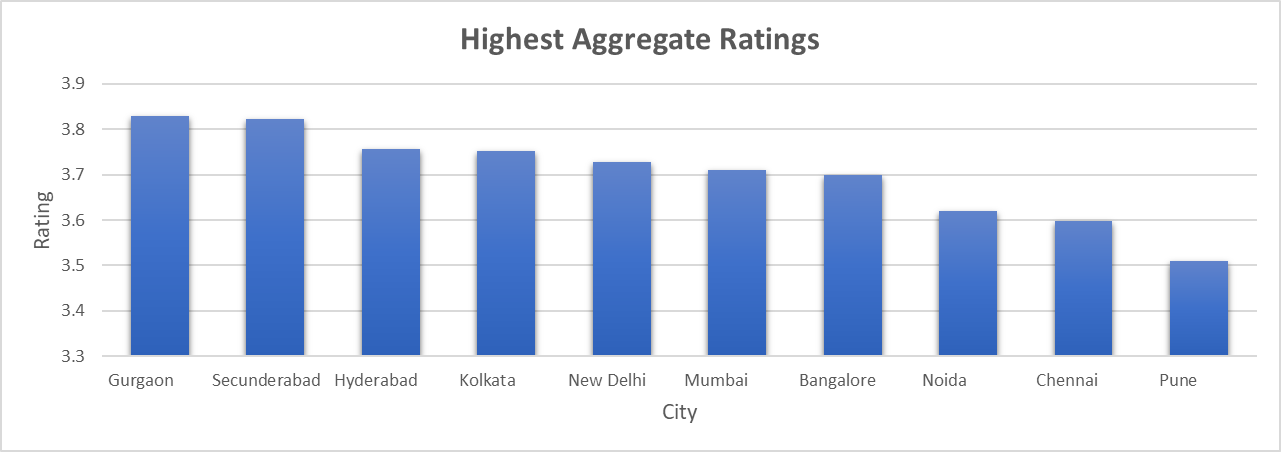 Highest Aggregate Ratings
3.9
3.8
3.7
3.6
3.5
3.4
3.3
Rating
Gurgaon Secunderabad Hyderabad Kolkata New Delhi Mumbai Bangalore Noida Chennai Pune
City